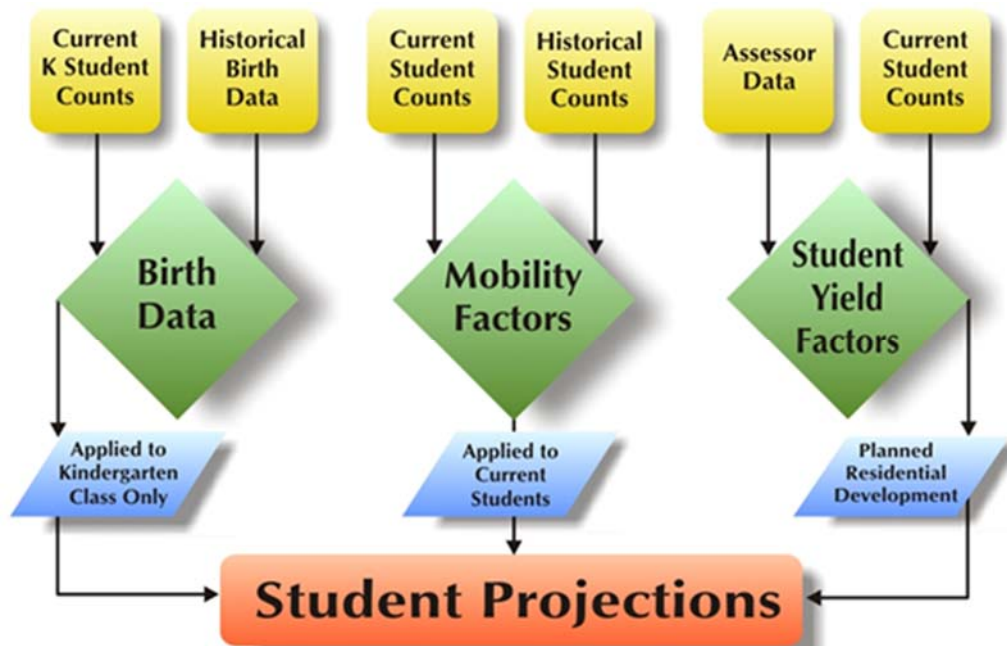 Current
K Student
Counts
Historical
Birth
Data
Current
Student
Counts
Historical
Student
Counts
Assessor
Data
Current
Student
Counts
Birth
Data
Mobility
Factors
Student
Yield
Factors
Applied to
Kindergarten
Class Only
Applied to
Current
Students
Planned
Residential
Development
Student Projections